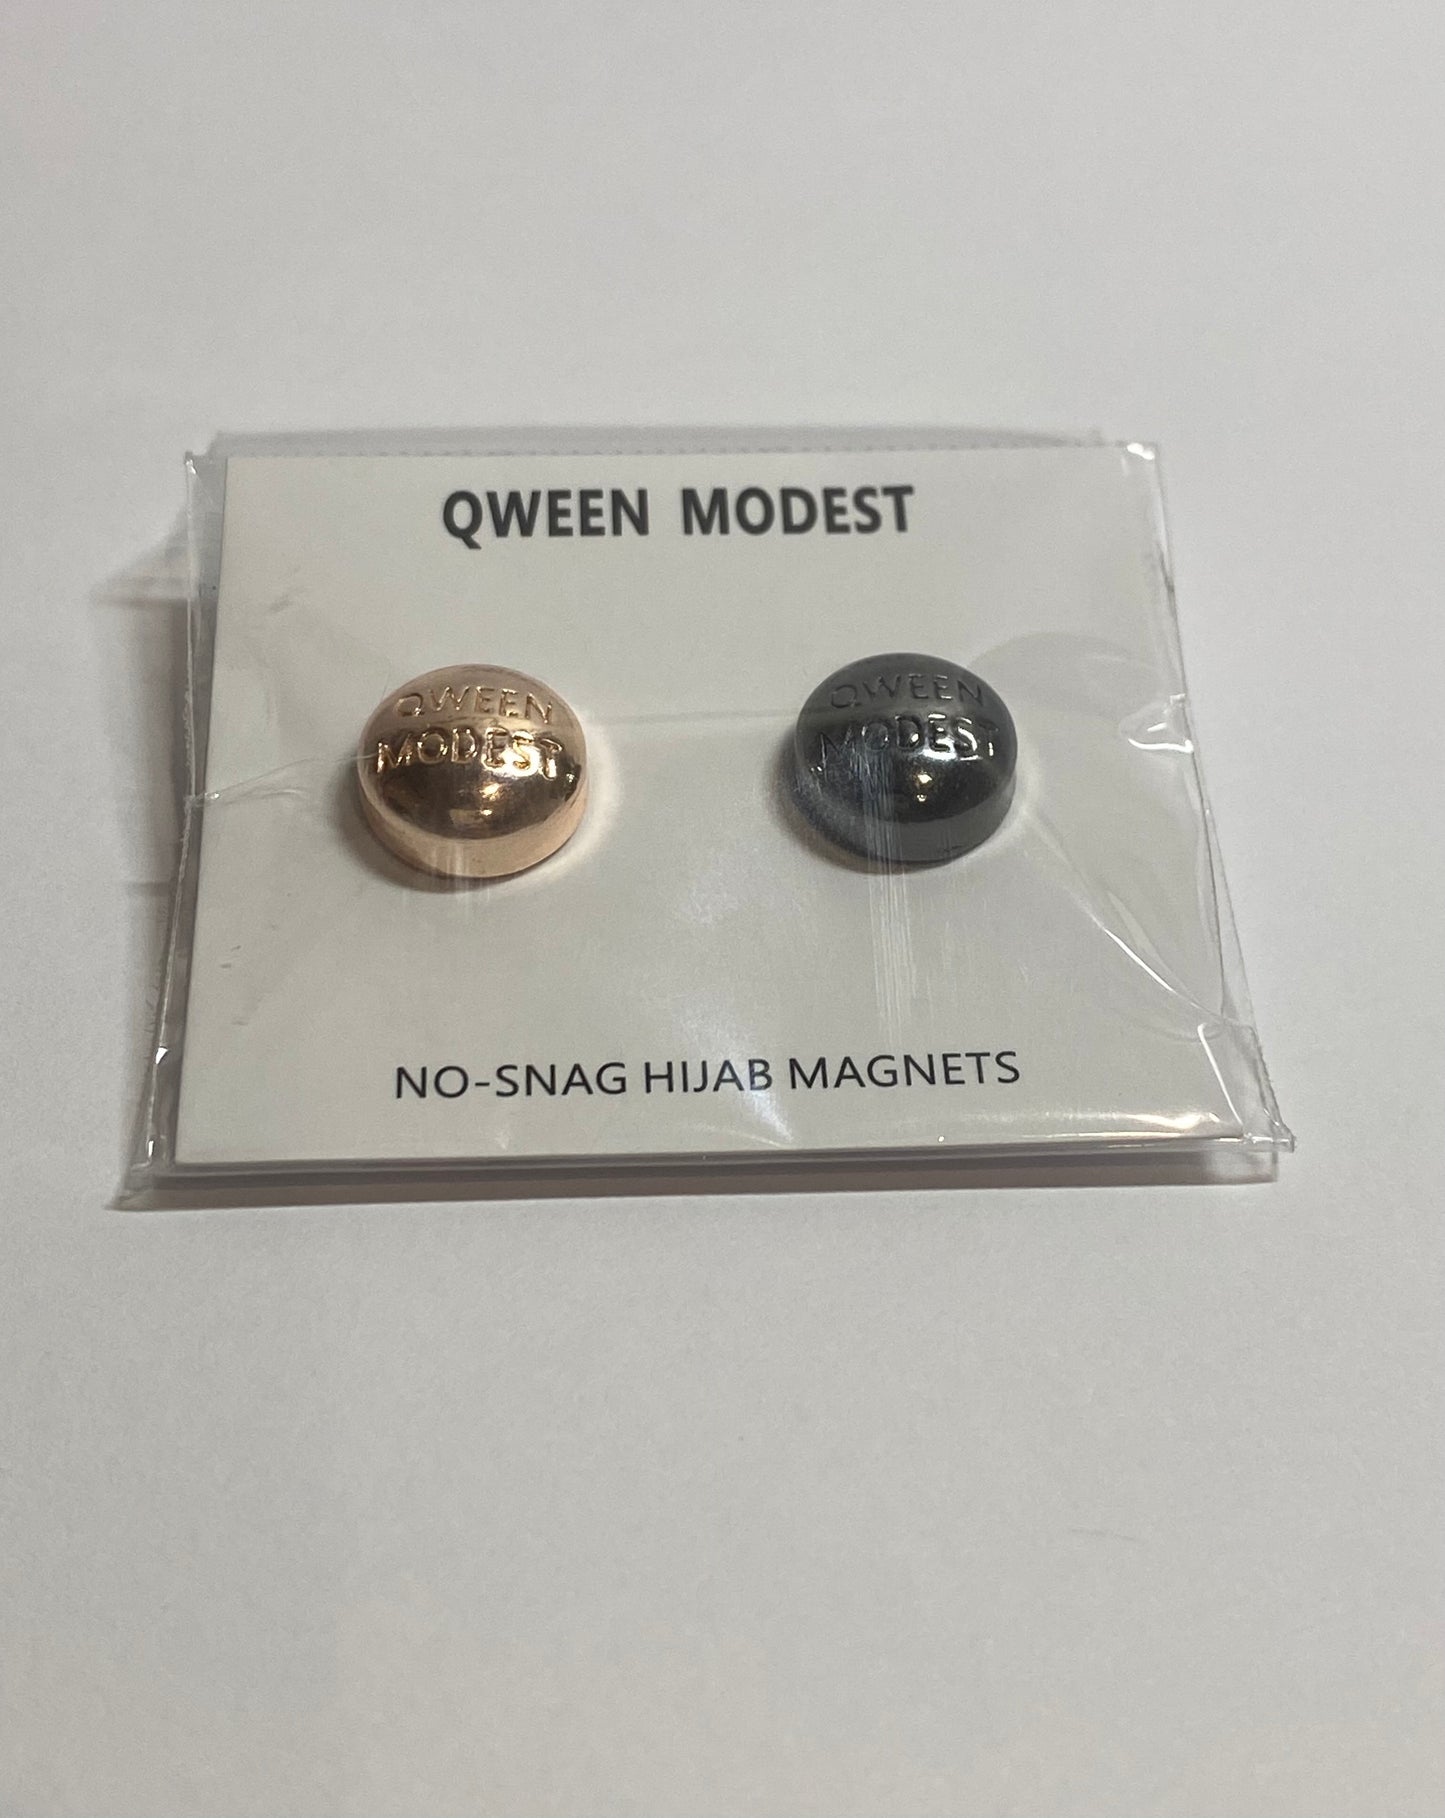 QWEEN MODEST
QWEEN
MODEST
QWEEN
MODEST
NO-SNAG HIJAB MAGNETS